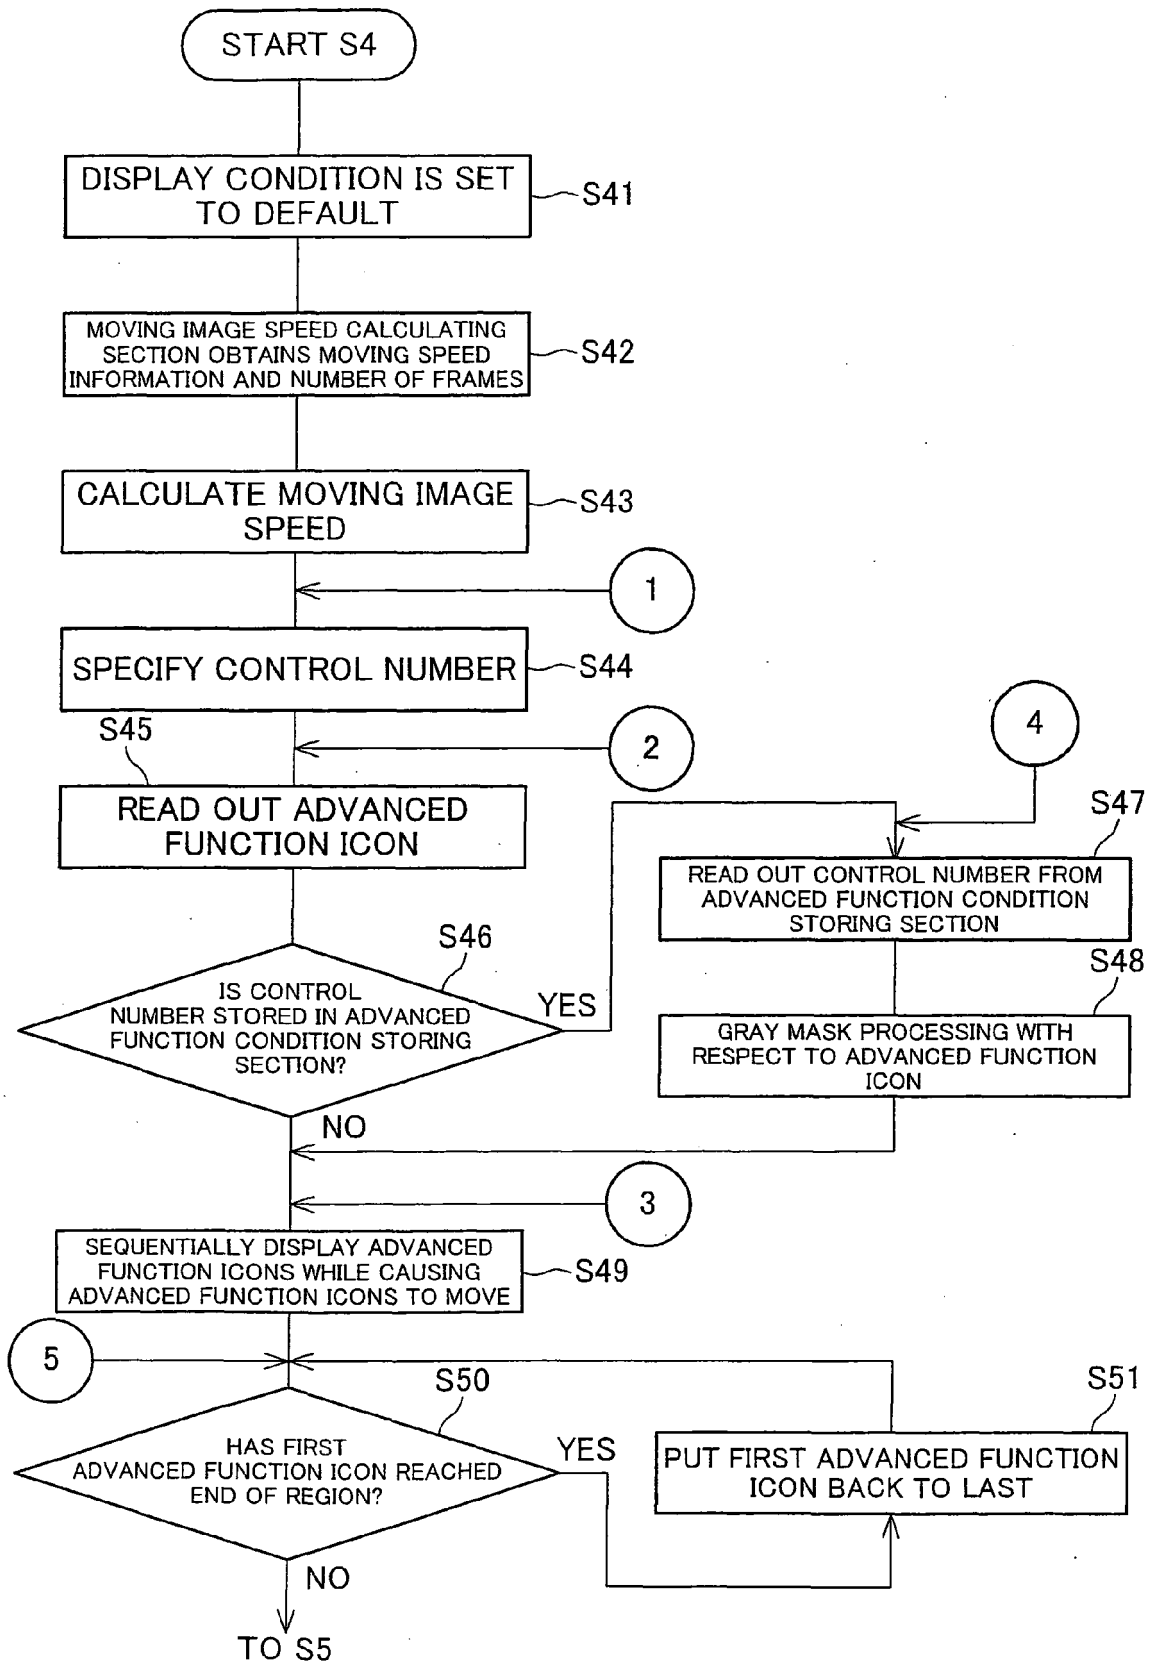 START S4
DISPLAY CONDITION IS SET
TO DEFAULT
S41
MOVING IMAGE SPEED CALCULATING
SECTION OBTAINS MOVING SPEED
INFORMATION AND NUMBER OF FRAMES
S42
CALCULATE MOVING IMAGE
SPEED
S43
1
SPECIFY CONTROL NUMBER
S44
S45
2
4
READ OUT ADVANCED
FUNCTION ICON
S47
READ OUT CONTROL NUMBER FROM
ADVANCED FUNCTION CONDITION
STORING SECTION
S46
IS CONTROL
NUMBER STORED IN ADVANCED
FUNCTION CONDITION STORING
SECTION?
YES
S48
GRAY MASK PROCESSING WITH
RESPECT TO ADVANCED FUNCTION
ICON
NO
3
SEQUENTIALLY DISPLAY ADVANCED
FUNCTION ICONS WHILE CAUSING
ADVANCED FUNCTION ICONS TO MOVE
S49
5
S50
HAS FIRST
ADVANCED FUNCTION ICON REACHED
END OF REGION?
YES
S51
PUT FIRST ADVANCED FUNCTION
ICON BACK TO LAST
NO
TO S5